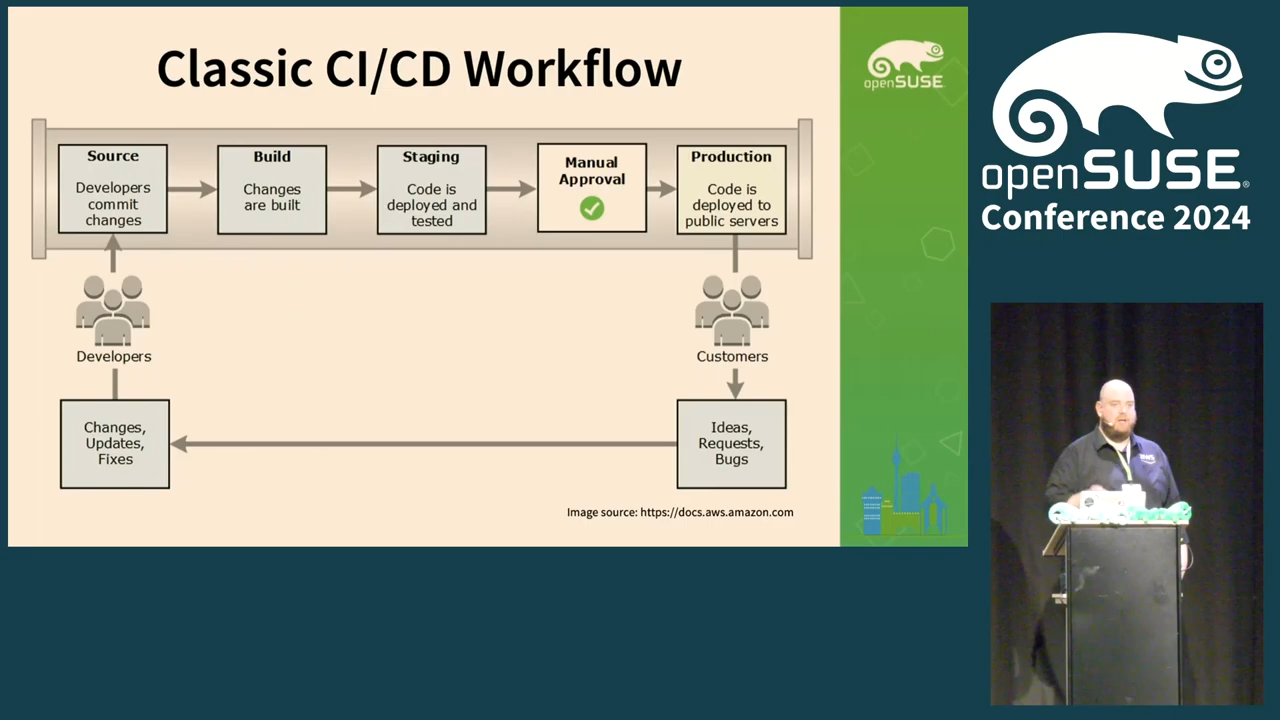 Classic CI/CD Workflow
Source
Developers
commit
changes
Build
Changes
are built
Staging
Code is
deployed and
tested
Manual
Approval
Production
Code is
deployed to
public servers
Developers
Customers
Changes,
Updates,
Fixes
Ideas,
Requests,
Bugs
Image source: https://docs.aws.amazon.com
openSUSE
openSUSE®
Conference 2024
aws